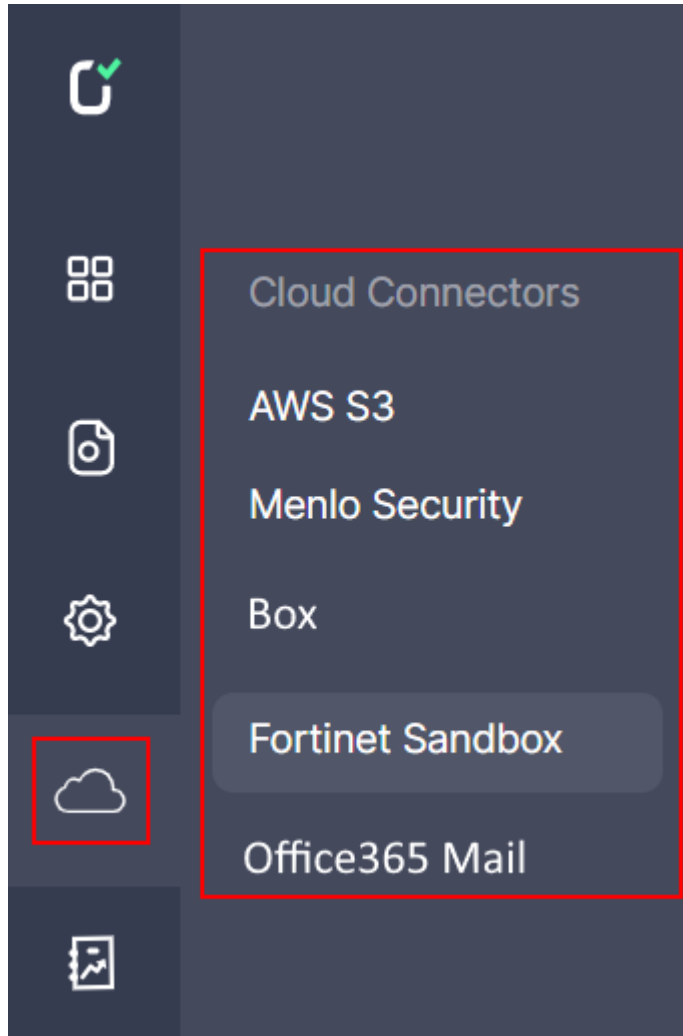 Cloud Connectors
AWS S3
Menlo Security
Box
Fortinet Sandbox
Office365 Mail